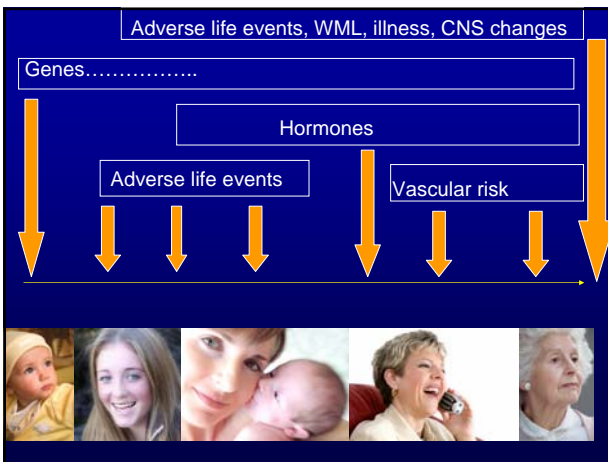 Adverse life events, WML, illness, CNS changes
Genes……………..
Hormones
Adverse life events
Vascular risk